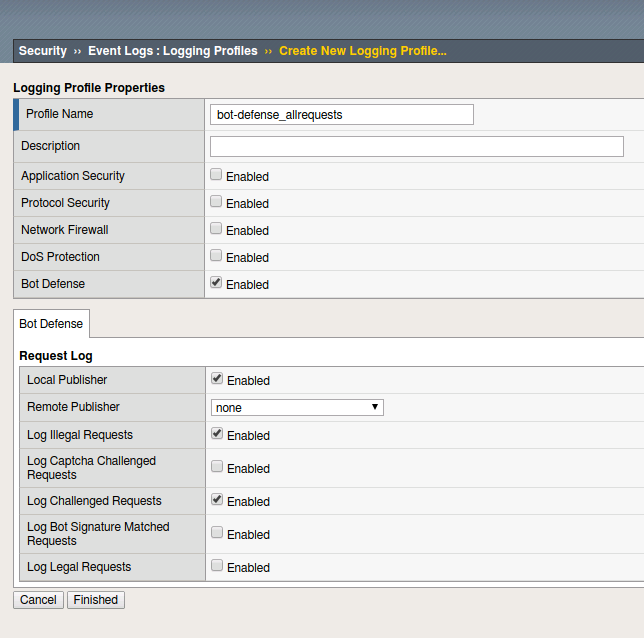 Security ›› Event Logs : Logging Profiles ›› Create New Logging Profile...
Logging Profile Properties
Profile Name bot-defense_allrequests
Description
Application Security Enabled
Protocol Security Enabled
Network Firewall Enabled
DoS Protection Enabled
Bot Defense Enabled
Bot Defense
Request Log
Local Publisher Enabled
Remote Publisher none
Log Illegal Requests Enabled
Log Captcha Challenged
Requests Enabled
Log Challenged Requests Enabled
Log Bot Signature Matched
Requests Enabled
Log Legal Requests Enabled
Cancel Finished